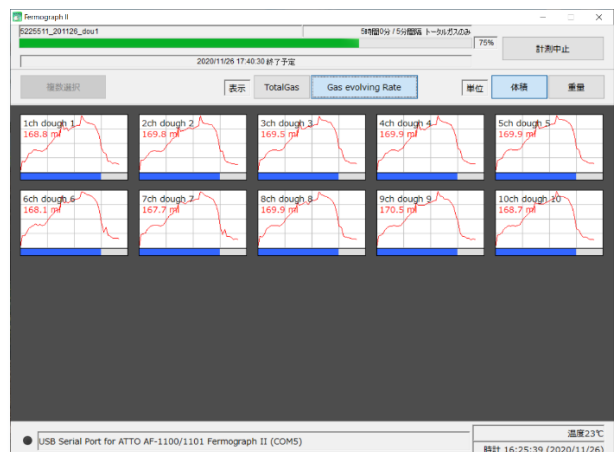 Fermograph II
5225511_201126_dou1
5時間0分 / 5分間隔 トータルガスのみ
75%
計測中止
2020/11/26 17:40:30 終了予定
複数選択
表示
TotalGas
Gas evolving Rate
単位
体積
重量
1ch dough 1
168.8 ml
2ch dough 2
169.8 ml
3ch dough 3
169.5 ml
4ch dough 4
169.9 ml
5ch dough 5
169.9 ml
6ch dough 6
168.1 ml
7ch dough 7
167.7 ml
8ch dough 8
169.9 ml
9ch dough 9
170.5 ml
10ch dough 10
168.7 ml
USB Serial Port for ATTO AF-1100/1101 Fermograph II (COM5)
温度23℃
時計 16:25:39 (2020/11/26)